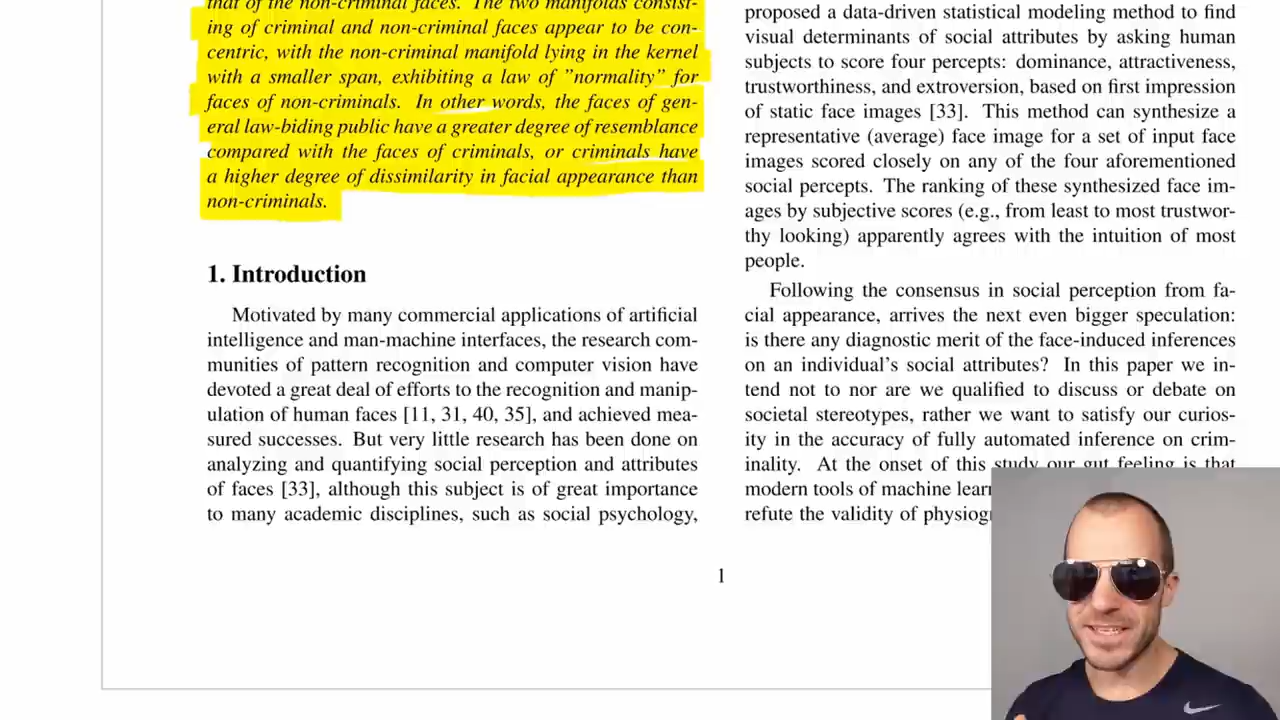 that of the non-criminal faces. The two manifolds consist-
ing of criminal and non-criminal faces appear to be con-
centric, with the non-criminal manifold lying in the kernel
with a smaller span, exhibiting a law of ”normality” for
faces of non-criminals. In other words, the faces of gen-
eral law-biding public have a greater degree of resemblance
compared with the faces of criminals, or criminals have
a higher degree of dissimilarity in facial appearance than
non-criminals.
1. Introduction
Motivated by many commercial applications of artificial
intelligence and man-machine interfaces, the research com-
munities of pattern recognition and computer vision have
devoted a great deal of efforts to the recognition and manip-
ulation of human faces [11, 31, 40, 35], and achieved mea-
sured successes. But very little research has been done on
analyzing and quantifying social perception and attributes
of faces [33], although this subject is of great importance
to many academic disciplines, such as social psychology,
proposed a data-driven statistical modeling method to find
visual determinants of social attributes by asking human
subjects to score four percepts: dominance, attractiveness,
trustworthiness, and extroversion, based on first impression
of static face images [33]. This method can synthesize a
representative (average) face image for a set of input face
images scored closely on any of the four aforementioned
social percepts. The ranking of these synthesized face im-
ages by subjective scores (e.g., from least to most trustwor-
thy looking) apparently agrees with the intuition of most
people.
Following the consensus in social perception from fa-
cial appearance, arrives the next even bigger speculation:
is there any diagnostic merit of the face-induced inferences
on an individual's social attributes? In this paper we in-
tend not to nor are we qualified to discuss or debate on
societal stereotypes, rather we want to satisfy our curios-
ity in the accuracy of fully automated inference on crim-
inality. At the onset of this study our gut feeling is that
modern tools of machine
refute the validity of
1